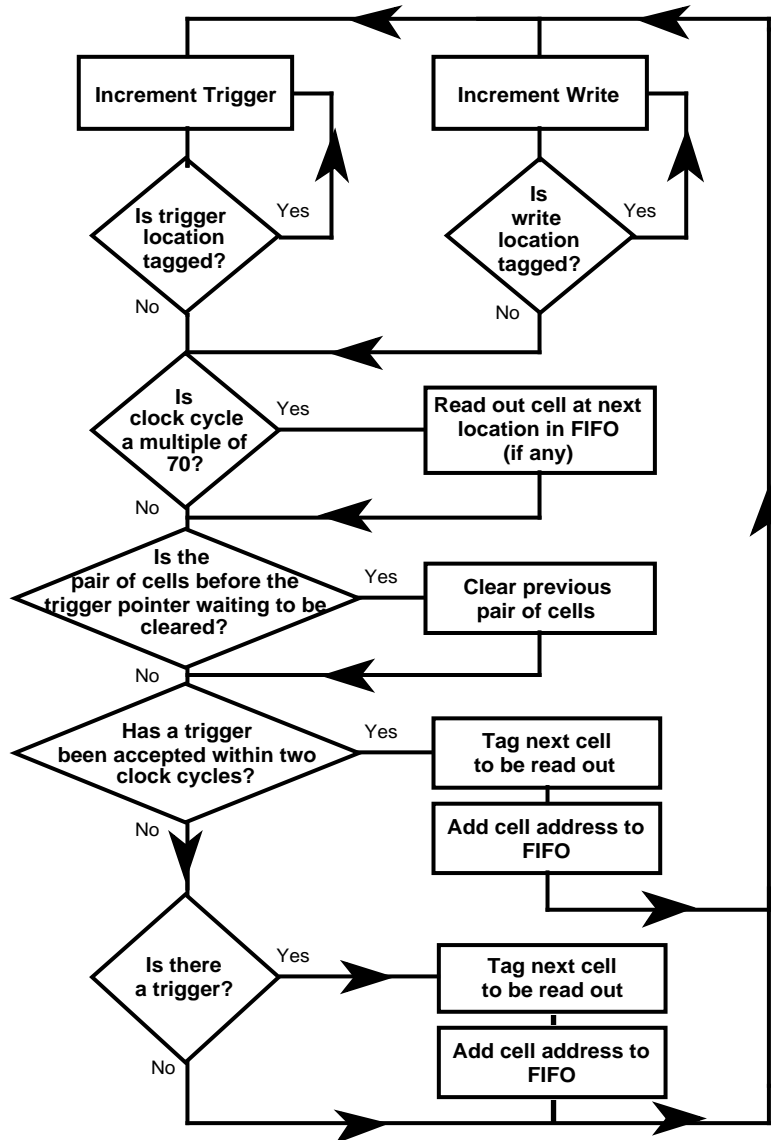 Increment Trigger
Increment Write
Is trigger
location
tagged?
Yes
No
Is
write
location
tagged?
Yes
No
Is
clock cycle
a multiple of
70?
Yes
No
Read out cell at next
location in FIFO
(if any)
Is the
pair of cells before the
trigger pointer waiting to be
cleared?
Yes
No
Clear previous
pair of cells
Has a trigger
been accepted within two
clock cycles?
Yes
No
Tag next cell
to be read out
Add cell address to
FIFO
Is there
a trigger?
Yes
No
Tag next cell
to be read out
Add cell address to
FIFO